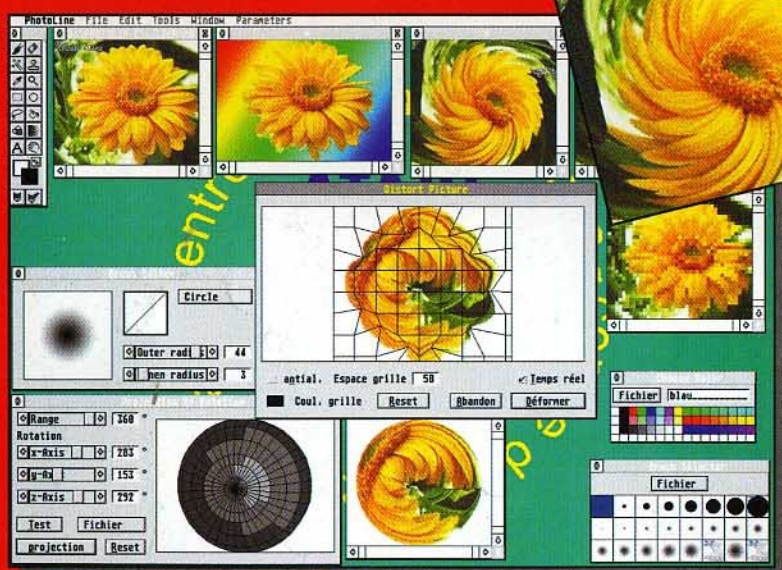 PhotoLine File Edit Tools Window Parameters
entre
Distort Picture
Circle
Outer radi 44
nen radius 3
antial. Espace grille 50 Temps réel
Coul. grille Reset Abandon Déformer
Range 360 °
Rotation
x-Axis 283 °
y-Ax 153 °
z-Axis 292 °
Test Fichier
projection Reset
Fichier blau
Fichier